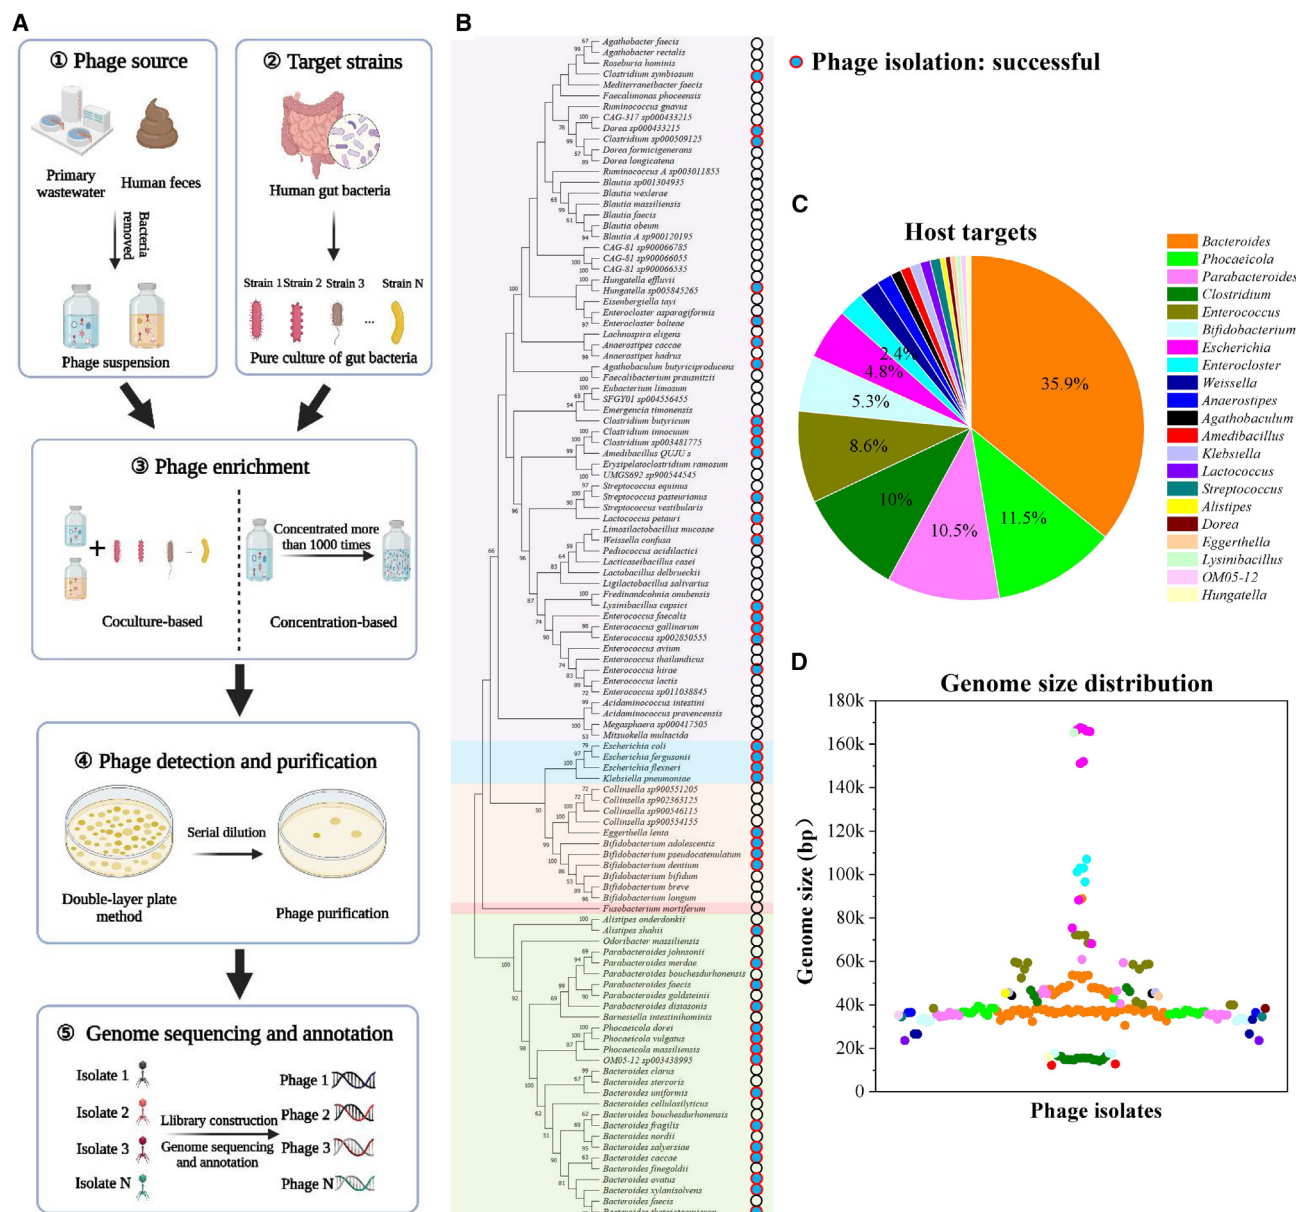 A
① Phage source
Primary
wastewater
Human feces
Bacteria
removed
Phage suspension
② Target strains
Human gut bacteria
Strain 1 Strain 2 Strain 3 Strain N
...
Pure culture of gut bacteria
③ Phage enrichment
+
...
Coculture-based
Concentrated more
than 1000 times
Concentration-based
④ Phage detection and purification
Serial dilution
Double-layer plate
method
Phage purification
⑤ Genome sequencing and annotation
Isolate 1
Isolate 2
Isolate 3
Isolate N
Llibrary construction
Genome sequencing
and annotation
Phage 1
Phage 2
Phage 3
Phage N
B
Agathobacter faecis
Agathobacter rectalis
Roseburia hominis
Clostridium symbiosum
Mediterraneibacter faecis
Faecalimonas phoceensis
Ruminococcus gnavus
CAG-317 sp000433215
Dorea sp000433215
Clostridium sp000509125
Dorea formicigenerans
Dorea longicatena
Ruminococcus A sp003011855
Blautia sp001304935
Blautia wexlerae
Blautia massiliensis
Blautia faecis
Blautia obeum
Blautia A sp900120195
CAG-81 sp900066785
CAG-81 sp900066055
CAG-81 sp900066535
Hungatella effluvii
Hungatella sp005845265
Eisenbergiella tayi
Enterocloster asparagiformis
Enterocloster bolteae
Lachnospira eligens
Anaerostipes caccae
Anaerostipes hadrus
Agathobaculum butyriciproducens
Faecalibacterium prausnitzii
Eubacterium limosum
SFGY01 sp004556455
Emergencia timonensis
Clostridium butyricum
Clostridium innocuum
Clostridium sp003481775
Amedibacillus QUJU s
Erysipelatoclostridium ramosum
UMGS692 sp900544545
Streptococcus equinus
Streptococcus pasteurianus
Streptococcus vestibularis
Lactococcus petauri
Limosilactobacillus mucosae
Weissella confusa
Pediococcus acidilactici
Lacticaseibacillus casei
Lactobacillus delbrueckii
Ligilactobacillus salivarius
Fredinandcohnia onubensis
Lysinibacillus capsici
Enterococcus faecalis
Enterococcus gallinarum
Enterococcus sp002850555
Enterococcus avium
Enterococcus thailandicus
Enterococcus hirae
Enterococcus lactis
Enterococcus sp011038845
Acidaminococcus intestini
Acidaminococcus provencensis
Megasphaera sp000417505
Mitsuokella multacida
Escherichia coli
Escherichia fergusonii
Escherichia flexneri
Klebsiella pneumoniae
Collinsella sp900551205
Collinsella sp902363125
Collinsella sp900546115
Collinsella sp900554155
Eggerthella lenta
Bifidobacterium adolescentis
Bifidobacterium pseudocatenulatum
Bifidobacterium dentium
Bifidobacterium bifidum
Bifidobacterium breve
Bifidobacterium longum
Fusobacterium mortiferum
Alistipes onderdonkii
Alistipes shahii
Odoribacter massiliensis
Parabacteroides johnsonii
Parabacteroides merdae
Parabacteroides bouchesdurhonensis
Parabacteroides faecis
Parabacteroides goldsteinii
Parabacteroides distasonis
Barnesiella intestinihominis
Phocaeicola dorei
Phocaeicola vulgatus
Phocaeicola massiliensis
OM05-12 sp003438995
Bacteroides clarus
Bacteroides stercoris
Bacteroides uniformis
Bacteroides cellulosilyticus
Bacteroides bouchesdurhonensis
Bacteroides fragilis
Bacteroides nordii
Bacteroides salyersiae
Bacteroides caccae
Bacteroides finegoldii
Bacteroides ovatus
Bacteroides xylanisolvens
Bacteroides faecis
Phage isolation: successful
C
Host targets
35.9%
11.5%
10.5%
10%
8.6%
5.3%
4.8%
2.4%
Bacteroides
Phocaeicola
Parabacteroides
Clostridium
Enterococcus
Bifidobacterium
Escherichia
Enterocloster
Weissella
Anaerostipes
Agathobaculum
Amedibacillus
Klebsiella
Lactococcus
Streptococcus
Alistipes
Dorea
Eggerthella
Lysinibacillus
OM05-12
Hungatella
D
Genome size distribution
Genome size (bp)
180k
160k
140k
120k
100k
80k
60k
40k
20k
0
Phage isolates